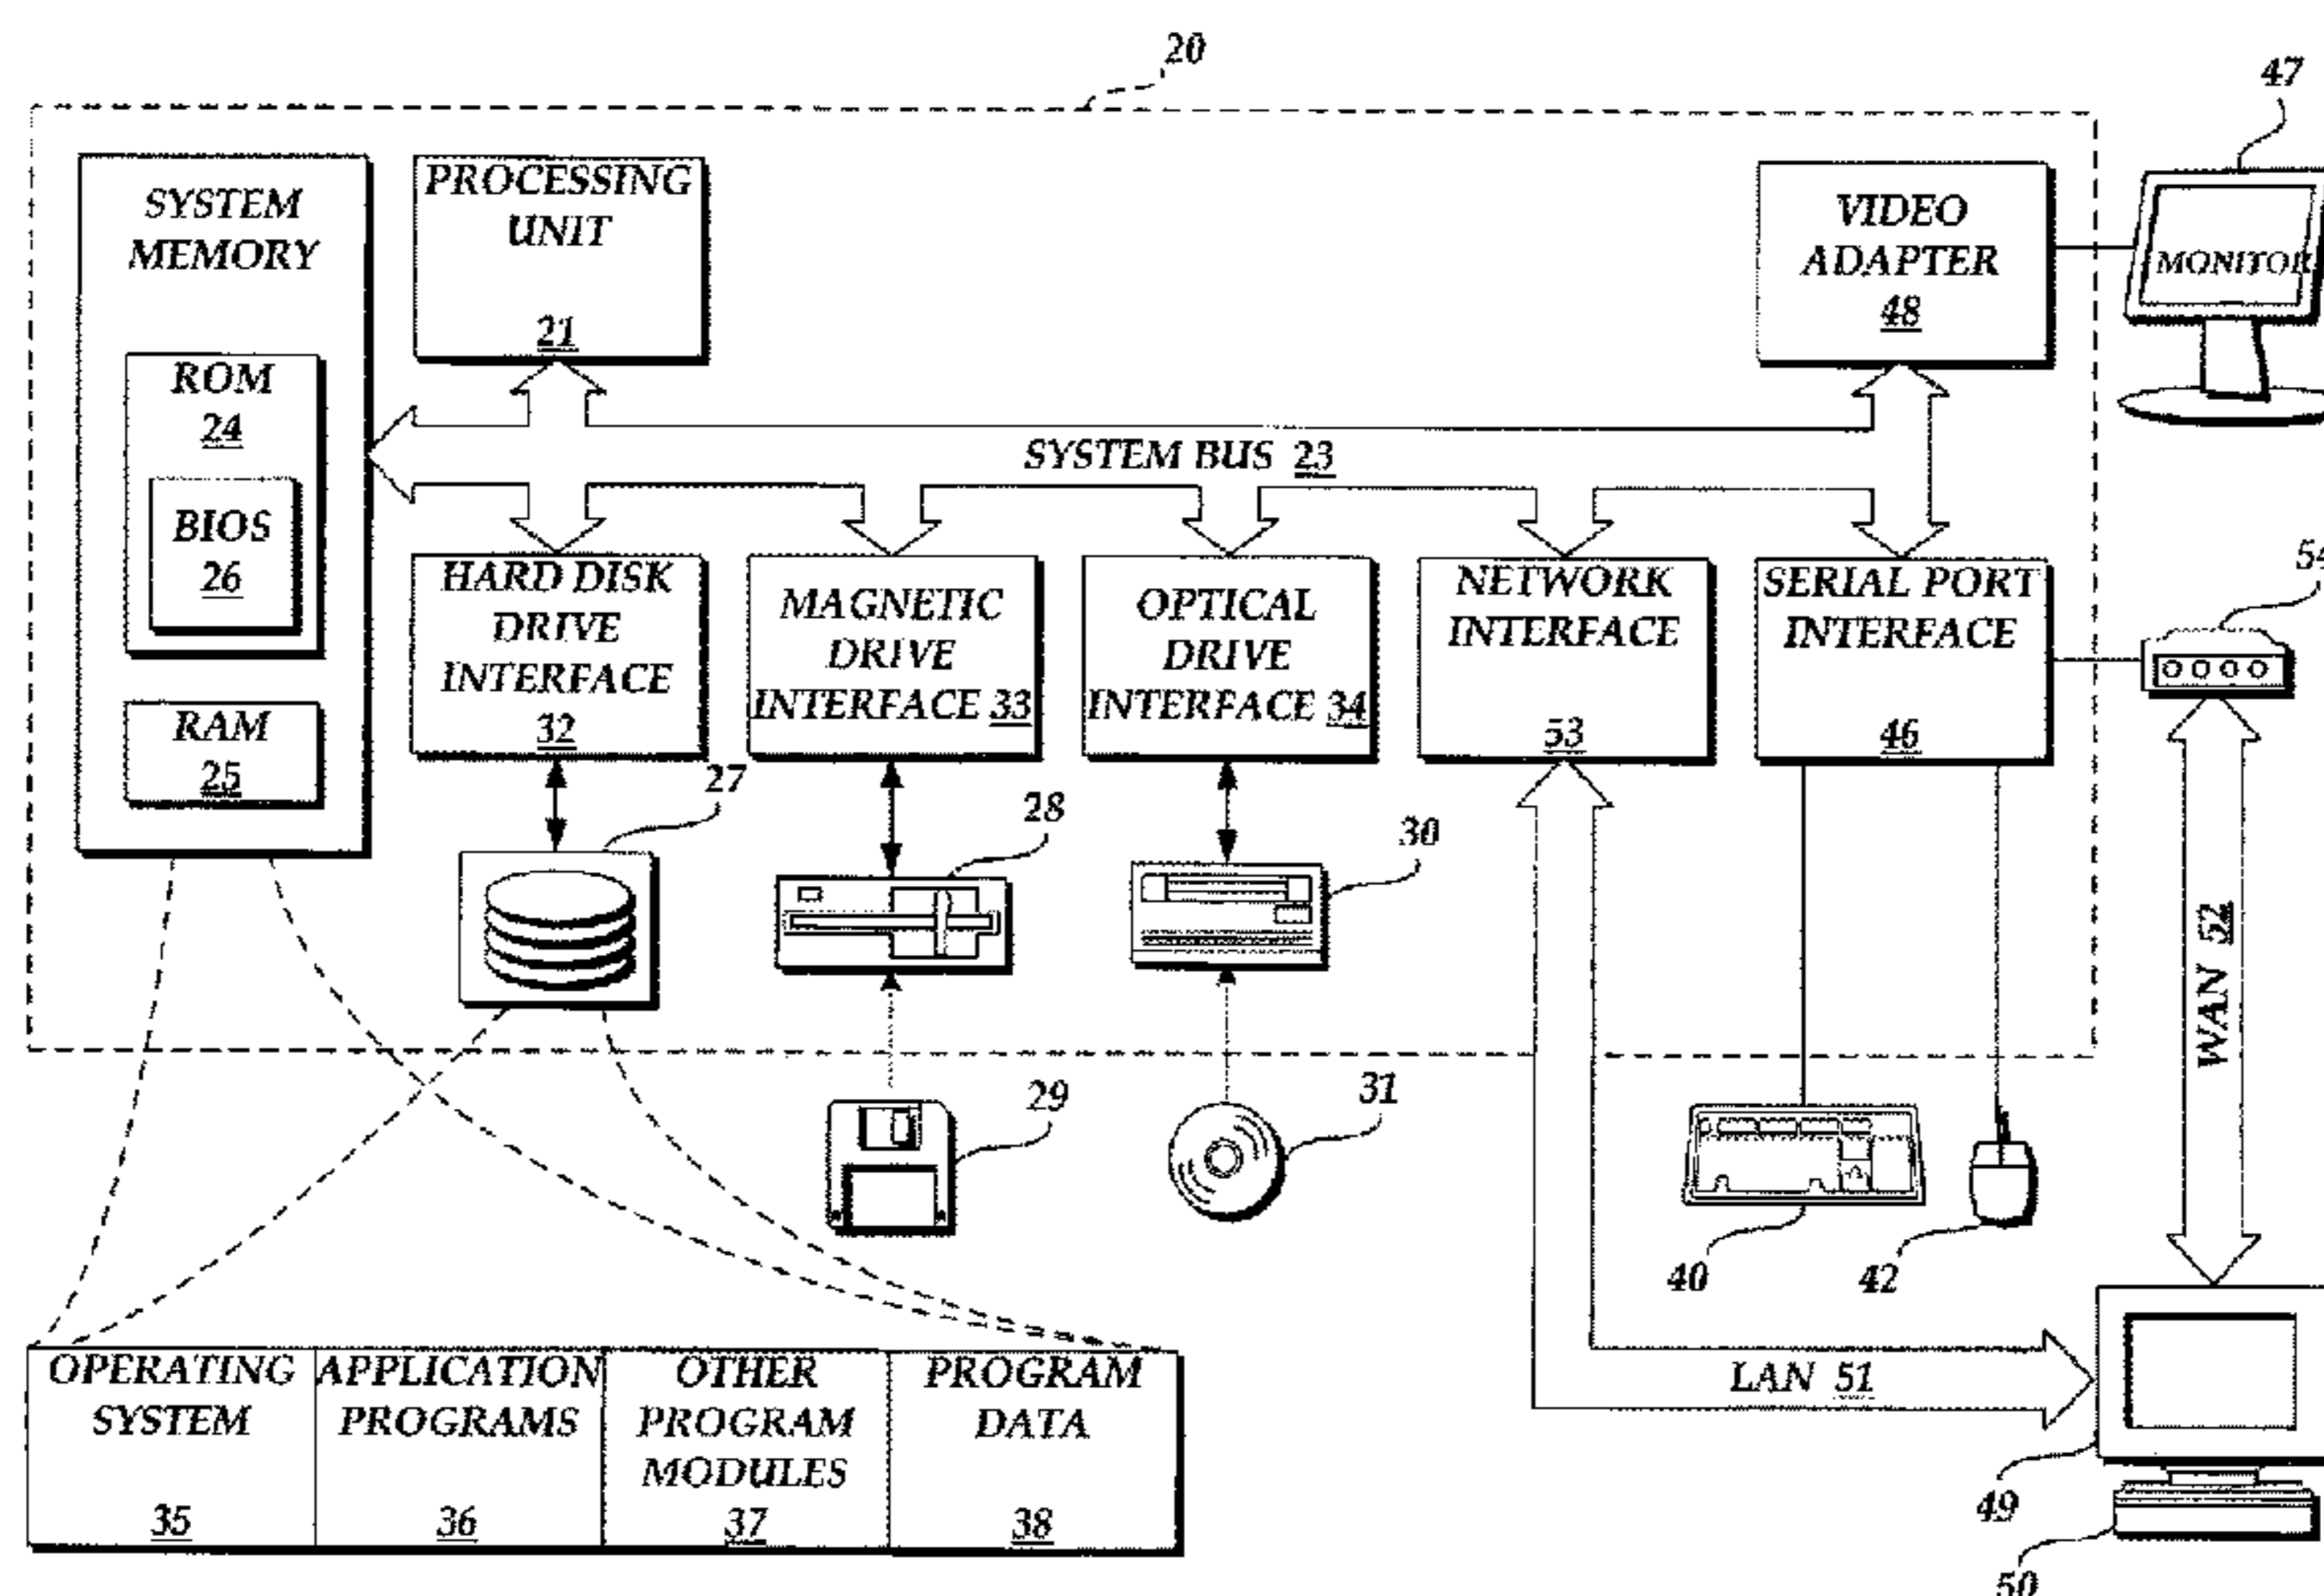 20
47
SYSTEM
MEMORY
PROCESSING
UNIT
21
VIDEO
ADAPTER
48
MONITOR
ROM
24
BIOS
26
RAM
25
SYSTEM BUS 23
HARD DISK
DRIVE
INTERFACE
32
MAGNETIC
DRIVE
INTERFACE 33
OPTICAL
DRIVE
INTERFACE 34
NETWORK
INTERFACE
53
SERIAL PORT
INTERFACE
46
27
28
30
WAN 52
29
31
40
42
LAN 51
49
50
OPERATING
SYSTEM
35
APPLICATION
PROGRAMS
36
OTHER
PROGRAM
MODULES
37
PROGRAM
DATA
38